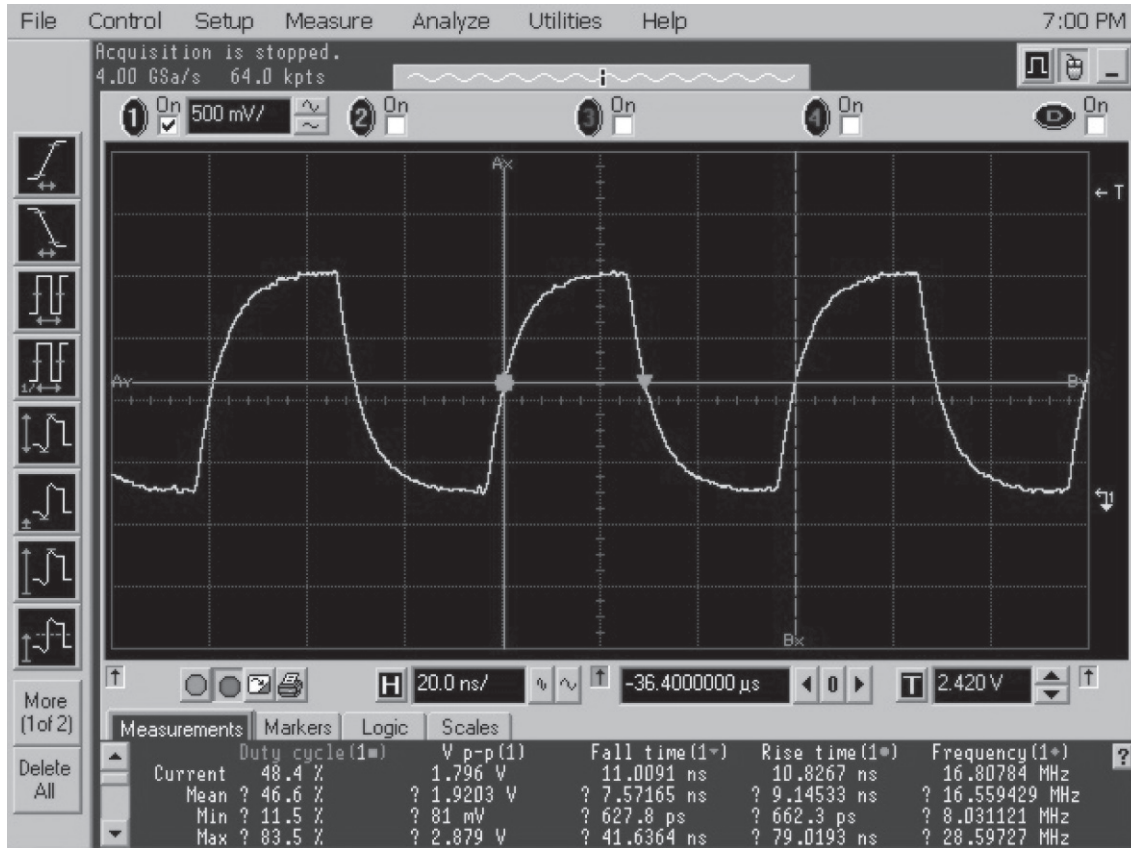 File Control Setup Measure Analyze Utilities Help 7:00 PM
Acquisition is stopped.
4.00 GSa/s 64.0 kpts
1 On 500 mV/ 2 On 3 On 4 On D On
Ax
T
Ay By
1
Bx
More
(1of 2)
H 20.0 ns/ -36.4000000 µs 0 T 2.420 V
Measurements Markers Logic Scales
Delete
All
Duty cycle(1■) V p-p(1) Fall time(1▾) Rise time(1●) Frequency(1◆) ?
Current 48.4 % 1.796 V 11.0091 ns 10.8267 ns 16.80784 MHz
Mean ? 46.6 % ? 1.9203 V ? 7.57165 ns ? 9.14533 ns ? 16.559429 MHz
Min ? 11.5 % ? 81 mV ? 627.8 ps ? 662.3 ps ? 8.031121 MHz
Max ? 83.5 % ? 2.879 V ? 41.6364 ns ? 79.0193 ns ? 28.59727 MHz